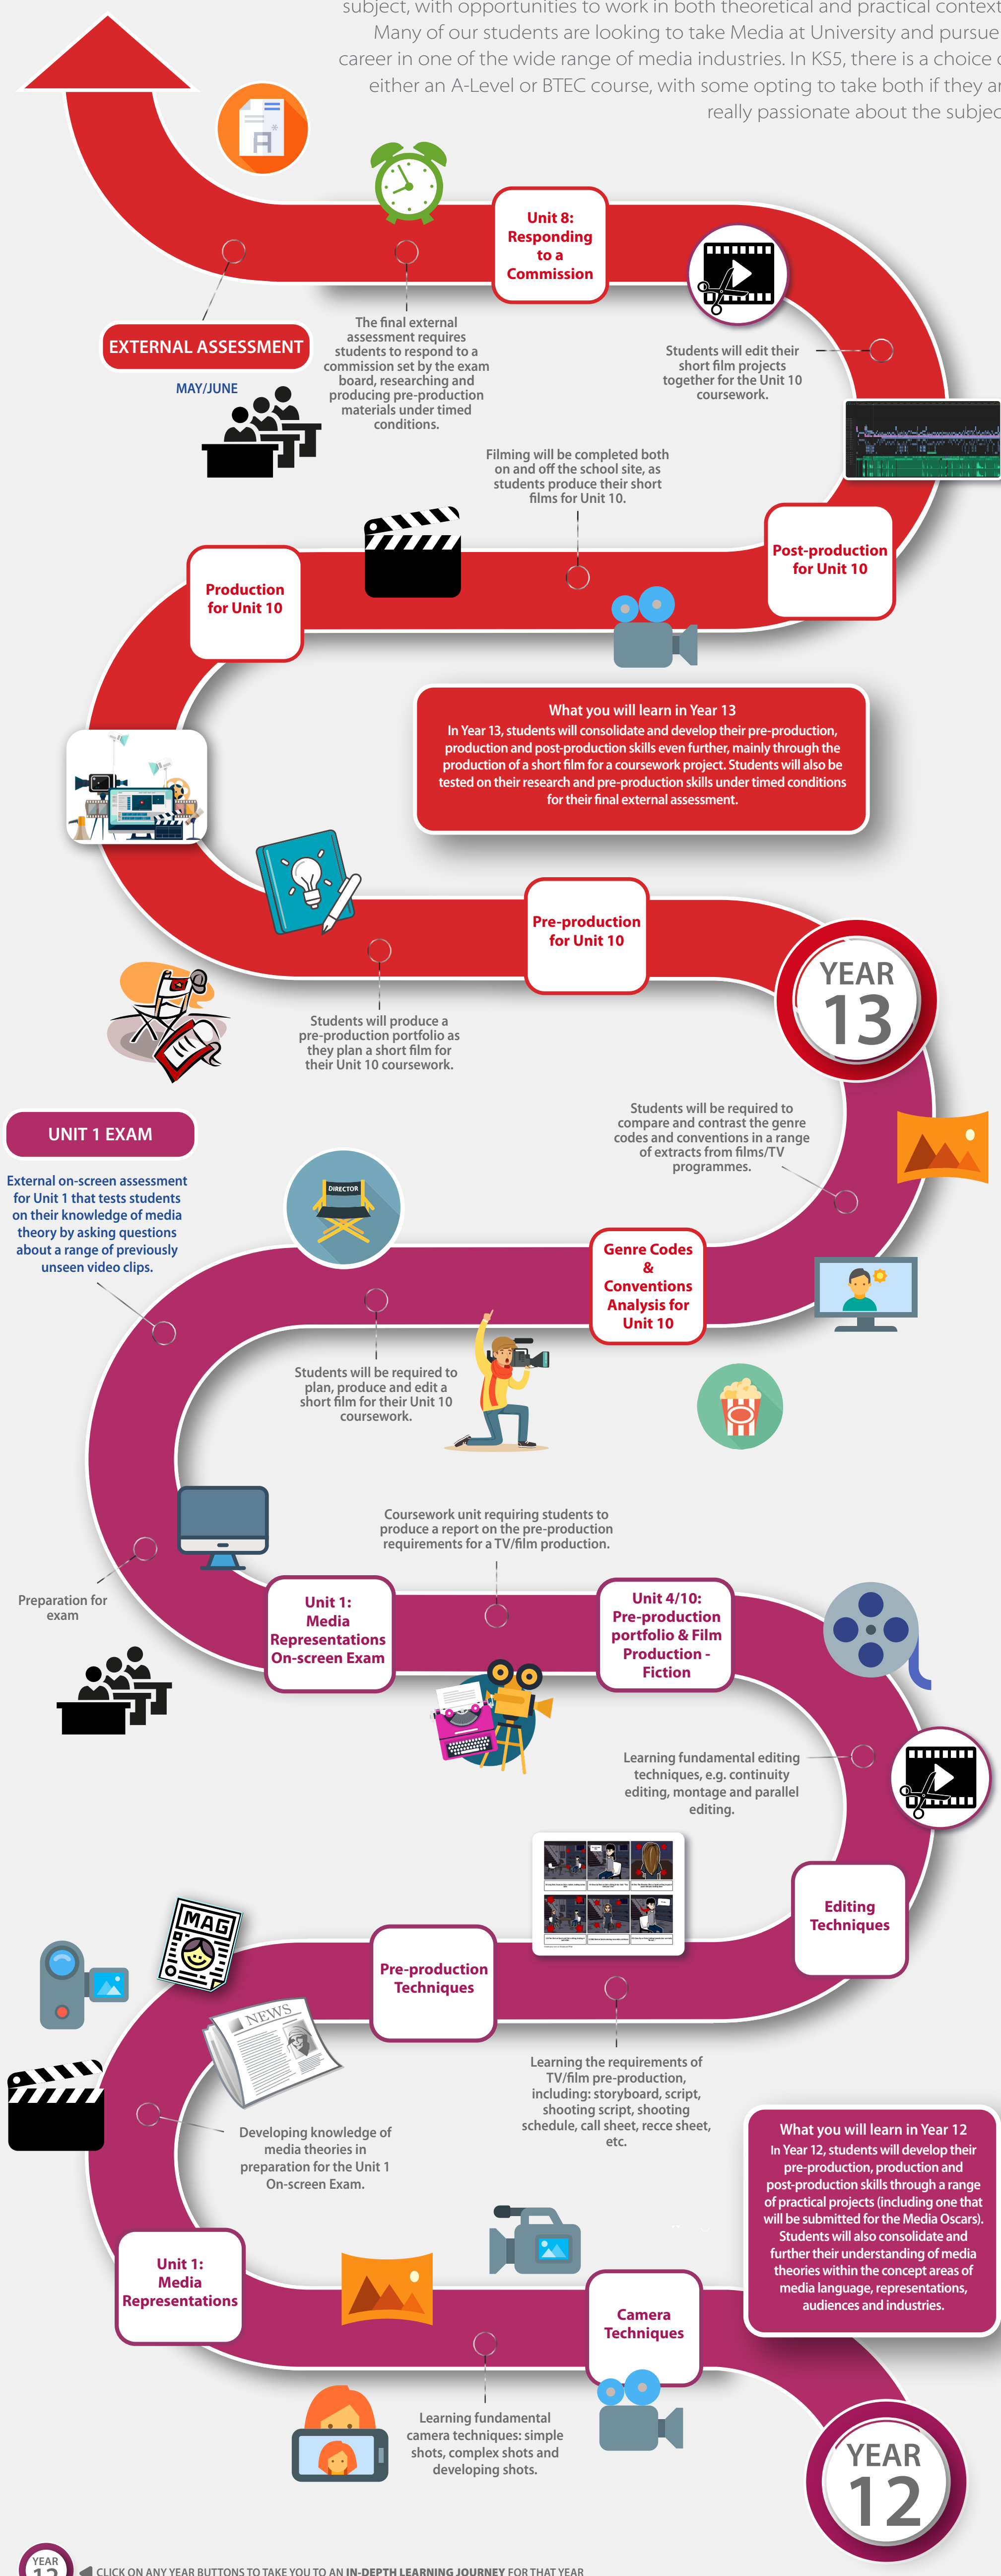 subject, with opportunities to work in both theoretical and practical context
Many of our students are looking to take Media at University and pursue
career in one of the wide range of media industries. In KS5, there is a choice
either an A-Level or BTEC course, with some opting to take both if they
really passionate about the
A
Unit 8:
Responding
to a
Commission
EXTERNAL ASSESSMENT
MAY/JUNE
The final external
assessment requires
students to respond to a
commission set by the exam
board, researching and
producing pre-production
materials under timed
conditions.
Students will edit their
short film projects
together for the Unit 10
coursework.
Filming will be completed both
on and off the school site, as
students produce their short
films for Unit 10.
Post-production
for Unit 10
Production
for Unit 10
What you will learn in Year 13
In Year 13, students will consolidate and develop their pre-production,
production and post-production skills even further, mainly through the
production of a short film for a coursework project. Students will also be
tested on their research and pre-production skills under timed conditions
for their final external assessment.
Pre-production
for Unit 10
YEAR
13
Students will produce a
pre-production portfolio as
they plan a short film for
their Unit 10 coursework.
Students will be required to
compare and contrast the genre
codes and conventions in a range
of extracts from films/TV
programmes.
UNIT 1 EXAM
External on-screen assessment
for Unit 1 that tests students
on their knowledge of media
theory by asking questions
about a range of previously
unseen video clips.
DIRECTOR
Genre Codes
&
Conventions
Analysis for
Unit 10
Students will be required to
plan, produce and edit a
short film for their Unit 10
coursework.
Coursework unit requiring students to
produce a report on the pre-production
requirements for a TV/film production.
Preparation for
exam
Unit 1:
Media
Representations
On-screen Exam
Unit 4/10:
Pre-production
portfolio & Film
Production -
Fiction
Learning fundamental editing
techniques, e.g. continuity
editing, montage and parallel
editing.
Editing
Techniques
MAG
Pre-production
Techniques
NEWS
Learning the requirements of
TV/film pre-production,
including: storyboard, script,
shooting script, shooting
schedule, call sheet, recce sheet,
etc.
Developing knowledge of
media theories in
preparation for the Unit 1
On-screen Exam.
What you will learn in Year 12
In Year 12, students will develop their
pre-production, production and
post-production skills through a range
of practical projects (including one that
will be submitted for the Media Oscars).
Students will also consolidate and
further their understanding of media
theories within the concept areas of
media language, representations,
audiences and industries.
Unit 1:
Media
Representations
Camera
Techniques
Learning fundamental
camera techniques: simple
shots, complex shots and
developing shots.
YEAR
12
YEAR
12
CLICK ON ANY YEAR BUTTONS TO TAKE YOU TO AN IN-DEPTH LEARNING JOURNEY FOR THAT YEAR